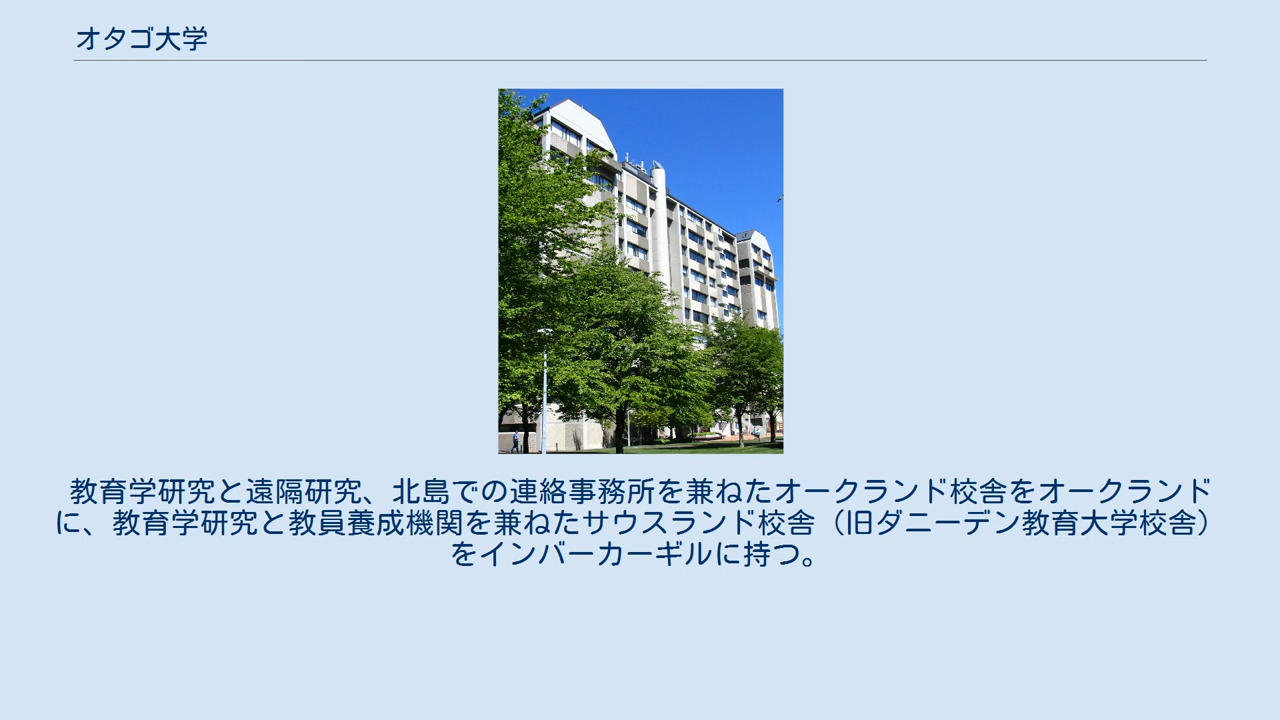 オタゴ大学
教育学研究と遠隔研究、北島での連絡事務所を兼ねたオークランド校舎をオークランド
に、教育学研究と教員養成機関を兼ねたサウスランド校舎（旧ダニーデン教育大学校舎）
をインバーカーギルに持つ。